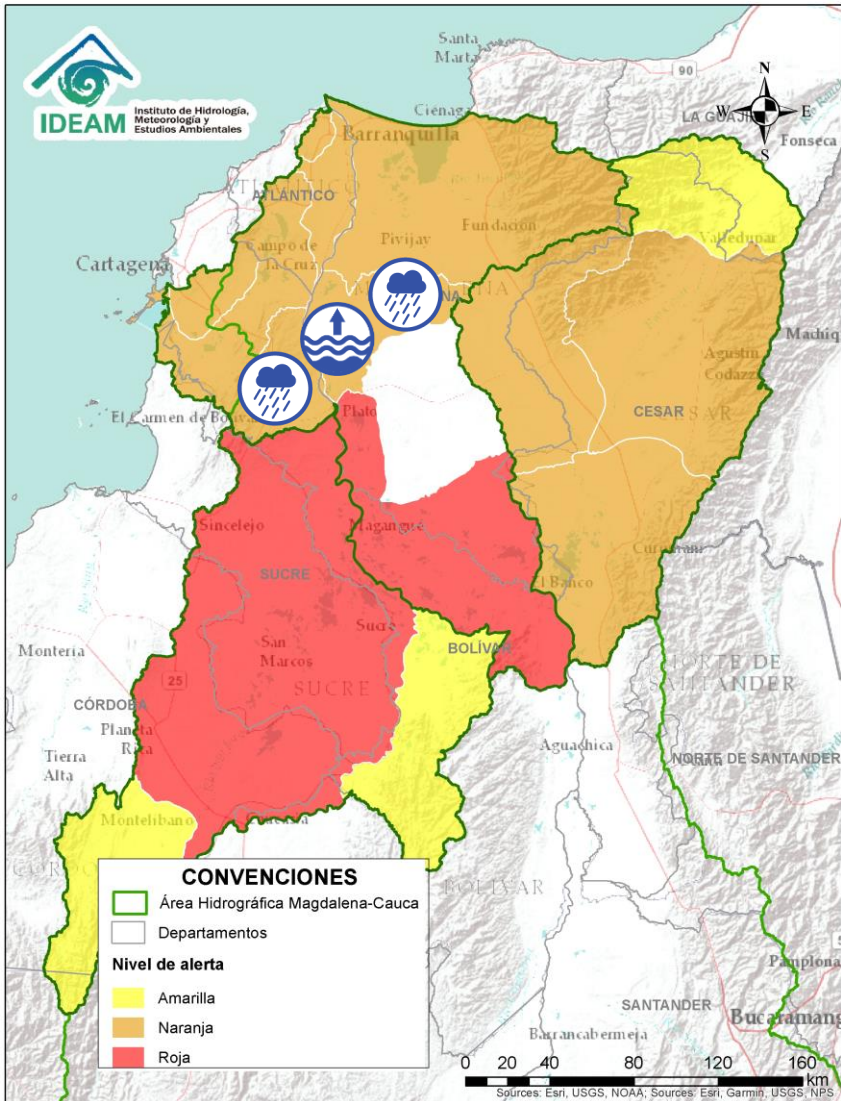 IDEAM
Instituto de Hidrología,
Meteorología y
Estudios Ambientales
Santa
Marta
90
N
W
E
S
LA GUAJI
Fonseca
Ciénaga
Barranquilla
ATLÁNTICO
Valledupar
Fundación
Pivijay
Campo de
la Cruz
Cartagena
NA
Machiq
Agustín
Codazzi
CESAR
El Carmen de Bolívar
Plato
Sincelejo
Magangué
Curumaní
El Banco
SUCRE
Sucre
San
Marcos
BOLÍVAR
SUCRE
Montería
25
CÓRDOBA
Planeta
Rica
Tierra
Alta
NORTE DE
SANTANDER
Aguachica
NORTE DE SANTANDER
Montelíbano
BOLÍVAR
CONVENCIONES
Área Hidrográfica Magdalena-Cauca
Departamentos
Nivel de alerta
Amarilla
Naranja
Roja
Pamplona
SANTANDER
Bucaramang
Barrancabermeja
0 20 40 80 120 160
KM
Sources: Esri, USGS, NOAA; Sources: Esri, Garmin, USGS, NPS